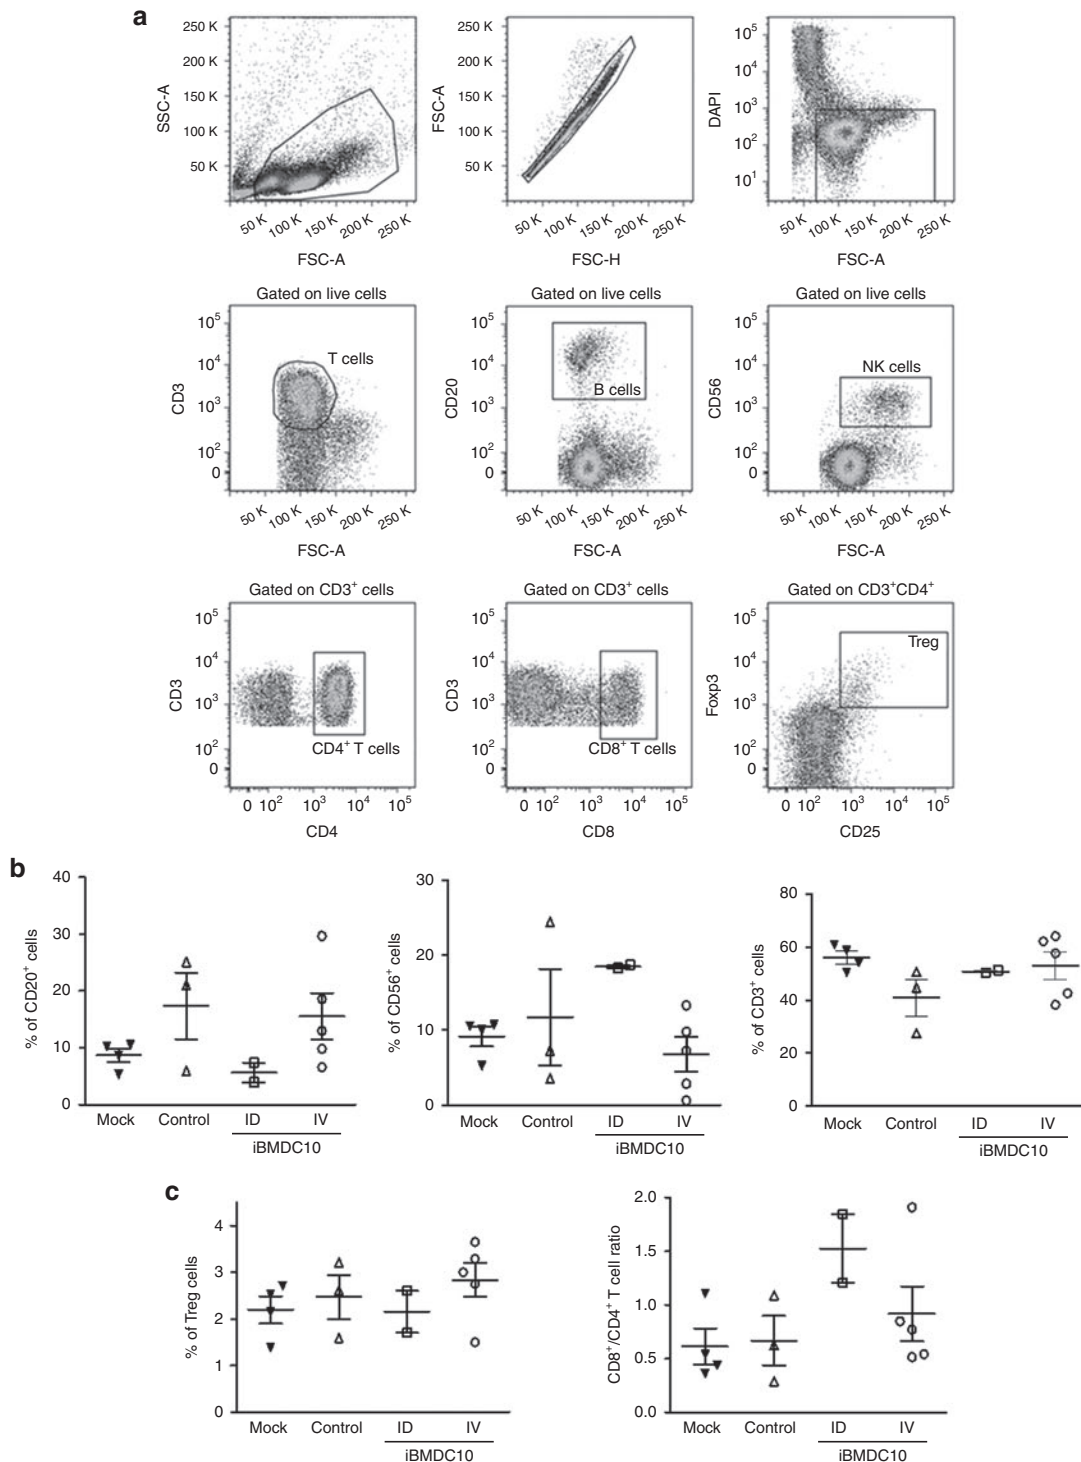 a
250 K
200 K
150 K
100 K
50 K
SSC-A
50 K 100 K 150 K 200 K 250 K
FSC-A
250 K
200 K
150 K
100 K
50 K
FSC-A
50 K 100 K 150 K 200 K 250 K
FSC-H
10⁵
10⁴
10³
10²
10¹
DAPI
50 K 100 K 150 K 200 K 250 K
FSC-A
Gated on live cells
10⁵
10⁴
10³
10²
0
CD3
T cells
50 K 100 K 150 K 200 K 250 K
FSC-A
Gated on live cells
10⁵
10⁴
10³
10²
0
CD20
B cells
50 K 100 K 150 K 200 K 250 K
FSC-A
Gated on live cells
10⁵
10⁴
10³
10²
0
CD56
NK cells
50 K 100 K 150 K 200 K 250 K
FSC-A
Gated on CD3⁺ cells
10⁵
10⁴
10³
10²
0
CD3
CD4⁺ T cells
0 10² 10³ 10⁴ 10⁵
CD4
Gated on CD3⁺ cells
10⁵
10⁴
10³
10²
0
CD3
CD8⁺ T cells
0 10² 10³ 10⁴ 10⁵
CD8
Gated on CD3⁺CD4⁺
10⁵
10⁴
10³
10²
0
Foxp3
Treg
0 10² 10³ 10⁴ 10⁵
CD25
b
40
30
20
10
0
% of CD20⁺ cells
Mock Control ID IV
iBMDC10
30
20
10
0
% of CD56⁺ cells
Mock Control ID IV
iBMDC10
80
60
40
20
0
% of CD3⁺ cells
Mock Control ID IV
iBMDC10
c
4
3
2
1
0
% of Treg cells
Mock Control ID IV
iBMDC10
2.0
1.5
1.0
0.5
0.0
CD8⁺/CD4⁺ T cell ratio
Mock Control ID IV
iBMDC10